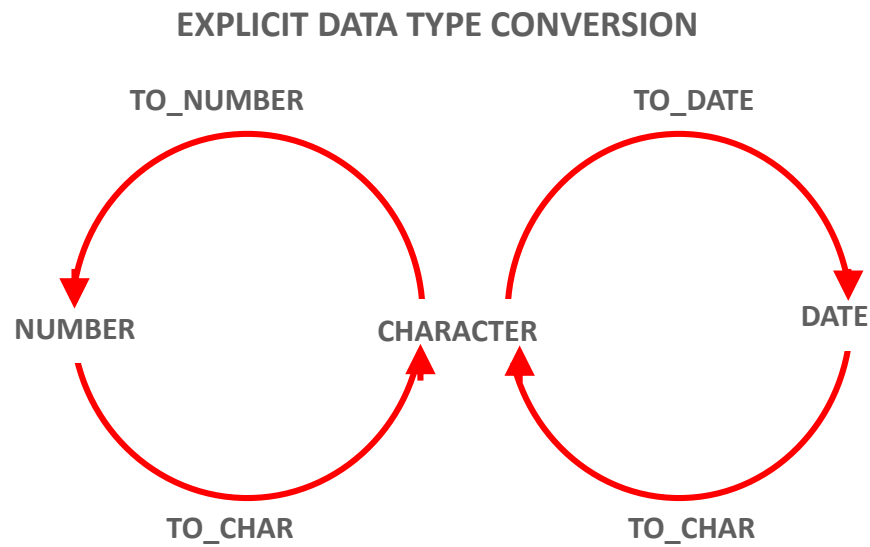 EXPLICIT DATA TYPE CONVERSION
TO_NUMBER
TO_DATE
NUMBER
CHARACTER
DATE
TO_CHAR
TO_CHAR